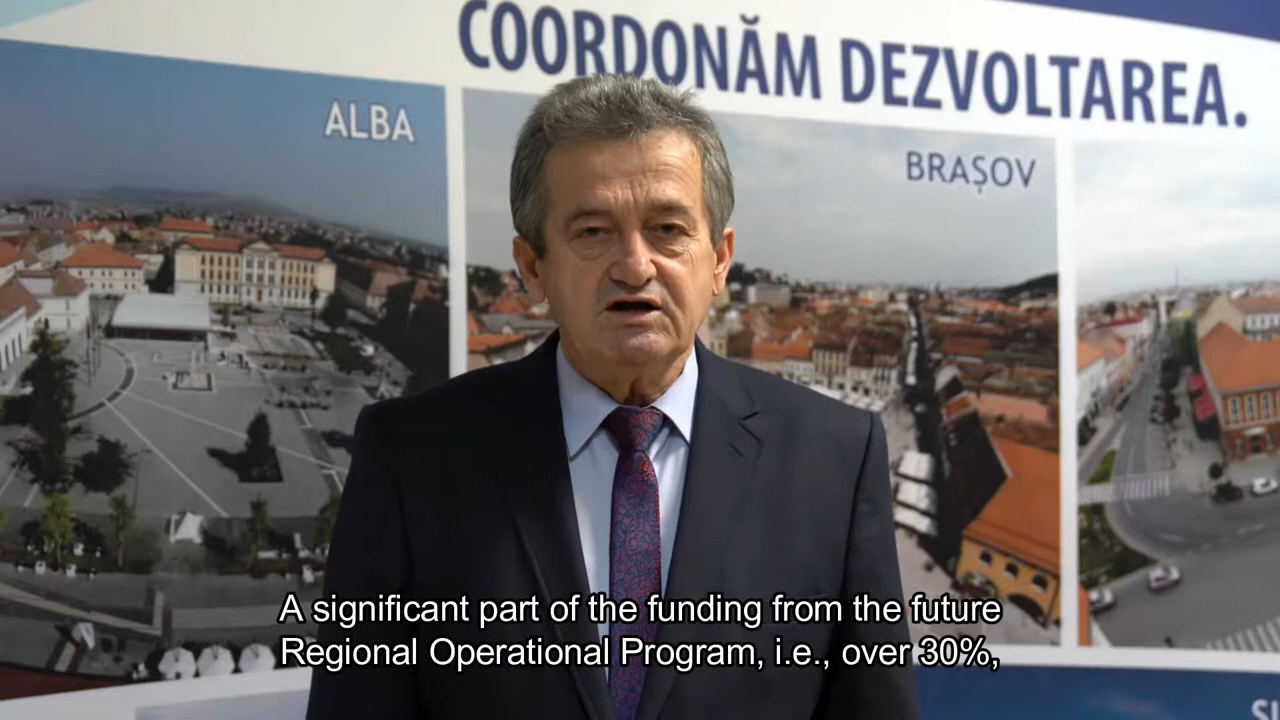 COORDONĂM DEZVOLTAREA.
ALBA
BRAȘOV
A significant part of the funding from the future
Regional Operational Program, i.e., over 30%,